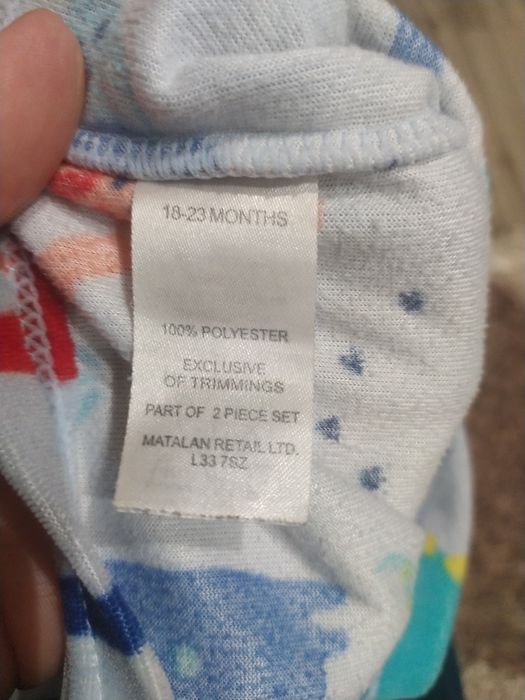 18-23 MONTHS
100% POLYESTER
EXCLUSIVE
OF TRIMMINGS
PART OF 2 PIECE SET
MATALAN RETAIL LTD.
L33 7SZ